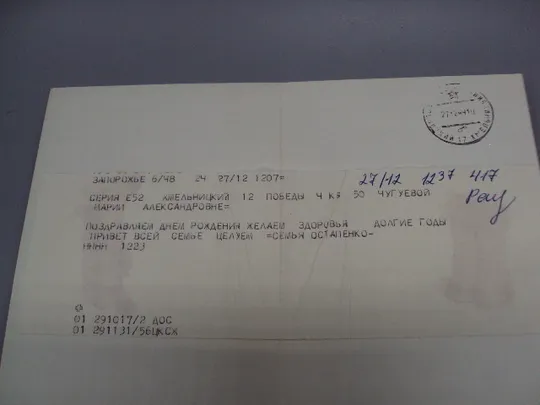 ЗАПОРОЖЬЕ 6/48 24 27/12 1207=
27/-12 1237 417
СЕРИЯ Е52 ХМЕЛЬНИЦКИЙ 12 ПОБЕДЫ 4 КВ 50 ЧУГУЕВОЙ
МАРИИ АЛЕКСАНДРОВНЕ=
ПОЗДРАВЛЯЕМ ДНЕМ РОЖДЕНИЯ ЖЕЛАЕМ ЗДОРОВЬЯ ДОЛГИЕ ГОДЫ
ПРИВЕТ ВСЕЙ СЕМЬЕ ЦЕЛУЕМ =СЕМЬЯ ОСТАПЕНКО-
НННН 1223
01 291017/2 ДОС
01 291131/56ЦКСХ